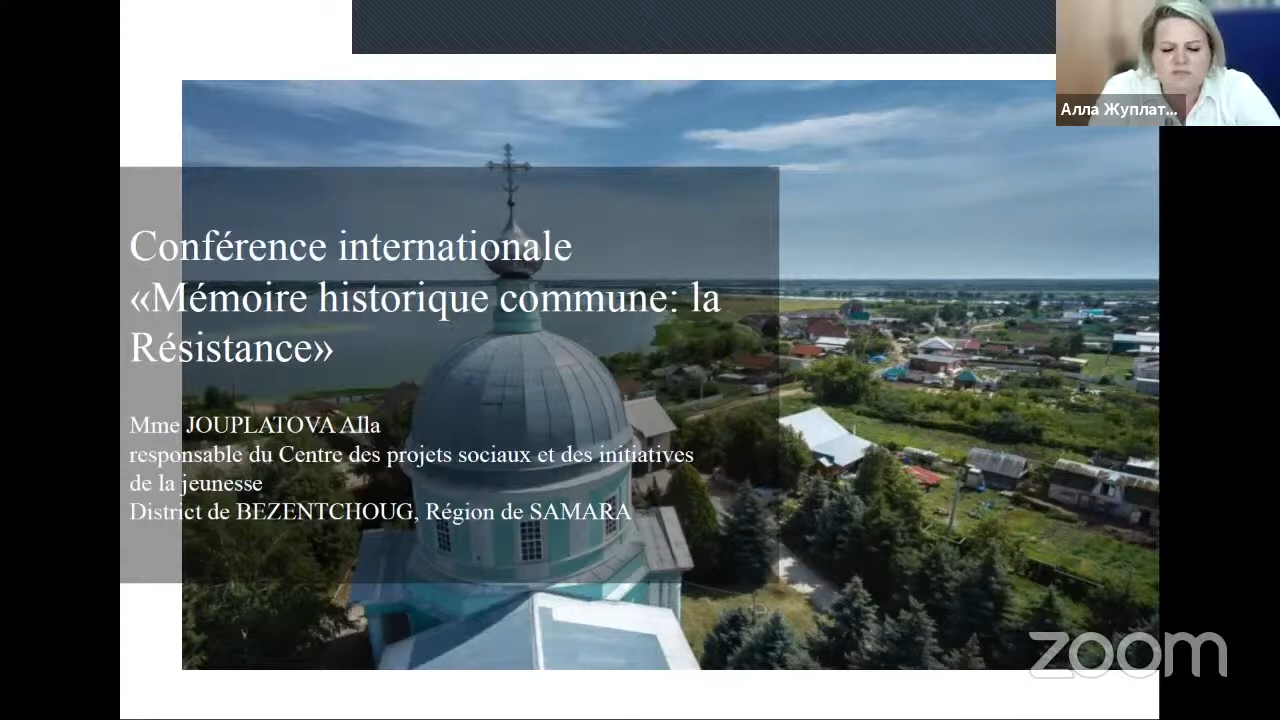 Алла Жуплат...
Conférence internationale
«Mémoire historique commune: la
Résistance»
Mme JOUPLATOVA Alla
responsable du Centre des projets sociaux et des initiatives
de la jeunesse
District de BEZENTCHOUG, Région de SAMARA
zoom